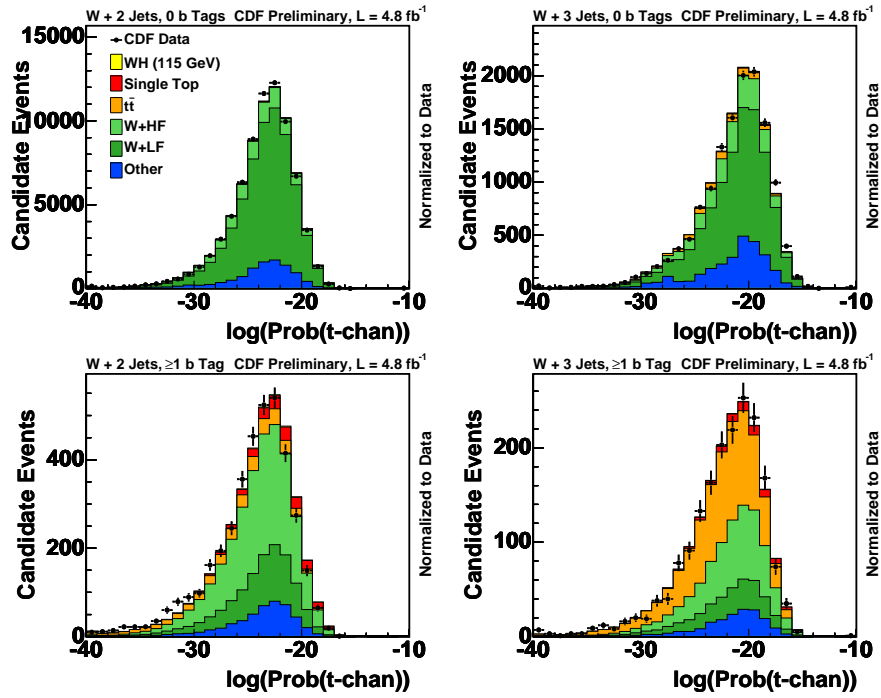 W + 2 Jets, 0 b Tags CDF Preliminary, L = 4.8 fb⁻¹
Candidate Events
15000
10000
5000
0
CDF Data
WH (115 GeV)
Single Top
tt̄
W+HF
W+LF
Other
Normalized to Data
-40 -30 -20 -10
log(Prob(t-chan))
W + 3 Jets, 0 b Tags CDF Preliminary, L = 4.8 fb⁻¹
Candidate Events
2000
1500
1000
500
0
Normalized to Data
-40 -30 -20 -10
log(Prob(t-chan))
W + 2 Jets, ≥1 b Tag CDF Preliminary, L = 4.8 fb⁻¹
Candidate Events
400
200
0
Normalized to Data
-40 -30 -20 -10
log(Prob(t-chan))
W + 3 Jets, ≥1 b Tag CDF Preliminary, L = 4.8 fb⁻¹
Candidate Events
200
100
0
Normalized to Data
-40 -30 -20 -10
log(Prob(t-chan))